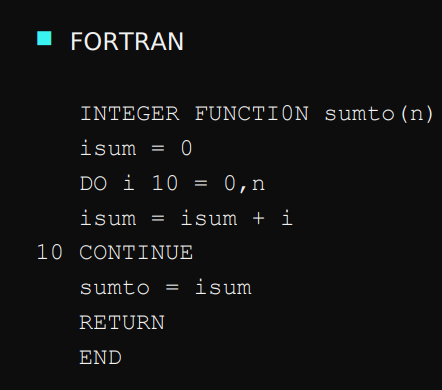 FORTRAN
INTEGER FUNCTI0N sumto(n)
isum = 0
DO i 10 = 0,n
isum = isum + i
10 CONTINUE
sumto = isum
RETURN
END